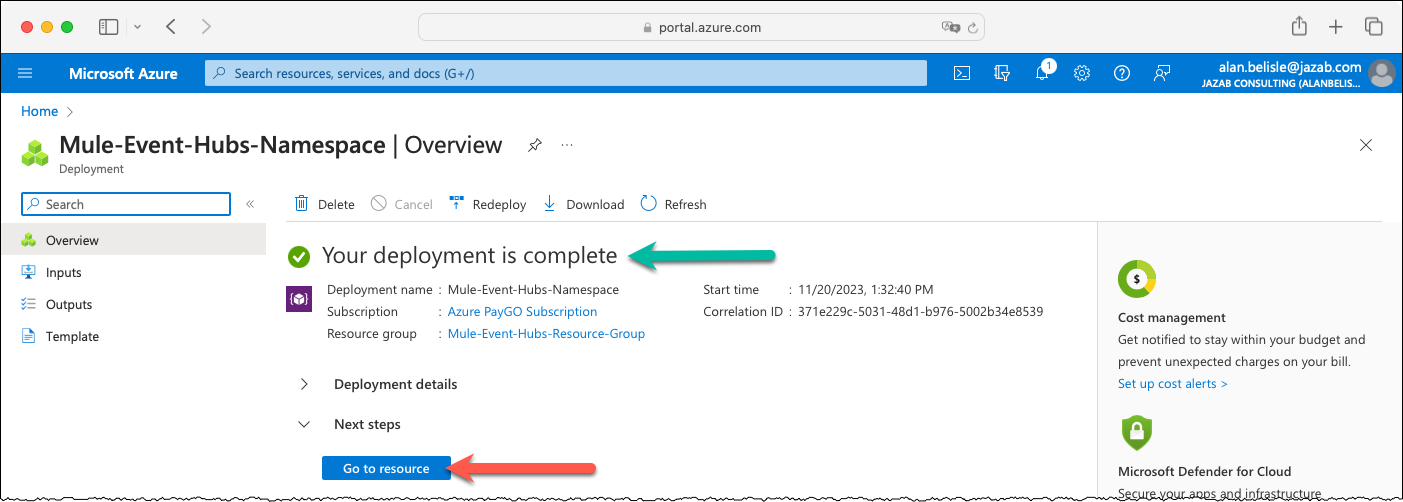 portal.azure.com
Microsoft Azure
Search resources, services, and docs (G+/)
1
alan.belisle@jazab.com
JAZAB CONSULTING (ALANBELIS...
Home
Mule-Event-Hubs-Namespace | Overview
Deployment
Search
Overview
Inputs
Outputs
Template
Delete
Cancel
Redeploy
Download
Refresh
Your deployment is complete
Deployment name : Mule-Event-Hubs-Namespace
Subscription : Azure PayGO Subscription
Resource group : Mule-Event-Hubs-Resource-Group
Start time : 11/20/2023, 1:32:40 PM
Correlation ID : 371e229c-5031-48d1-b976-5002b34e8539
Deployment details
Next steps
Go to resource
$
Cost management
Get notified to stay within your budget and
prevent unexpected charges on your bill.
Set up cost alerts >
Microsoft Defender for Cloud
Secure your apps and infrastructure